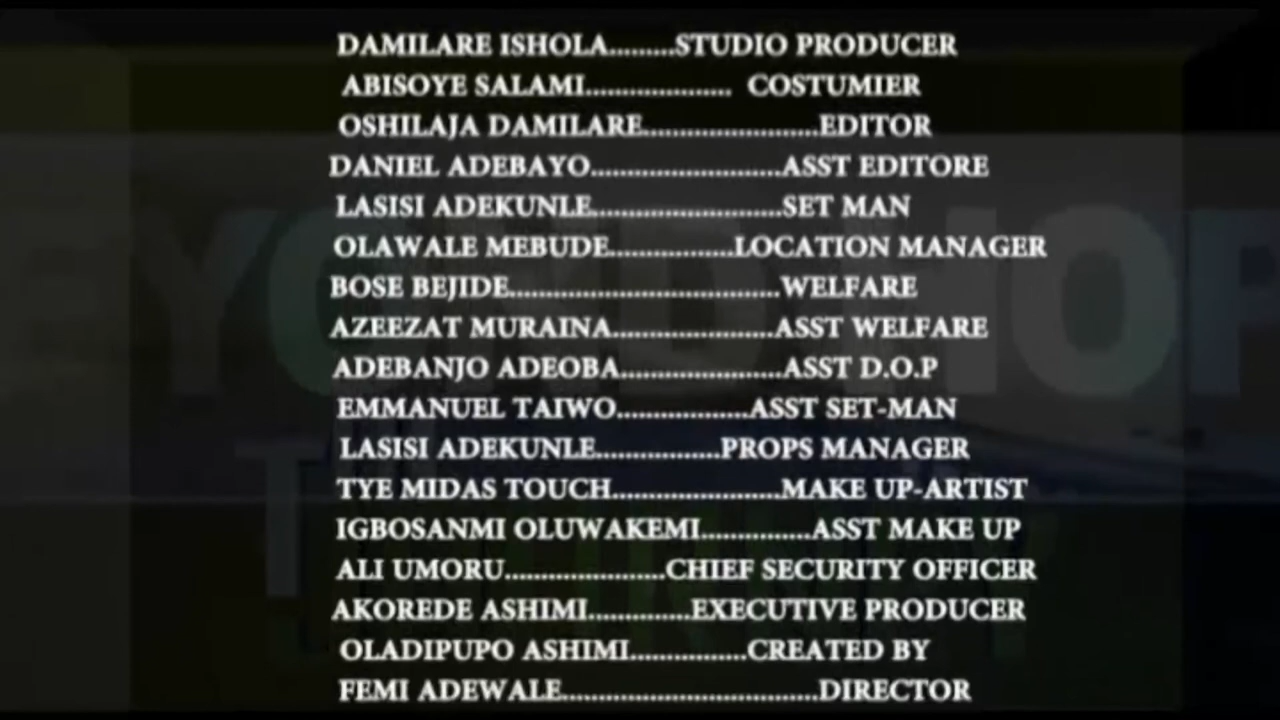 DAMILARE ISHOLA.........STUDIO PRODUCER
ABISOYE SALAMI.................... COSTUMIER
OSHILAJA DAMILARE........................EDITOR
DANIEL ADEBAYO..........................ASST EDITORE
LASISI ADEKUNLE..........................SET MAN
OLAWALE MEBUDE.................LOCATION MANAGER
BOSE BEJIDE.....................................WELFARE
AZEEZAT MURAINA......................ASST WELFARE
ADEBANJO ADEOBA......................ASST D.O.P
EMMANUEL TAIWO..................ASST SET-MAN
LASISI ADEKUNLE.................PROPS MANAGER
TYE MIDAS TOUCH.......................MAKE UP-ARTIST
IGBOSANMI OLUWAKEMI...............ASST MAKE UP
ALI UMORU......................CHIEF SECURITY OFFICER
AKOREDE ASHIMI..............EXECUTIVE PRODUCER
OLADIPUPO ASHIMI................CREATED BY
FEMI ADEWALE...................................DIRECTOR